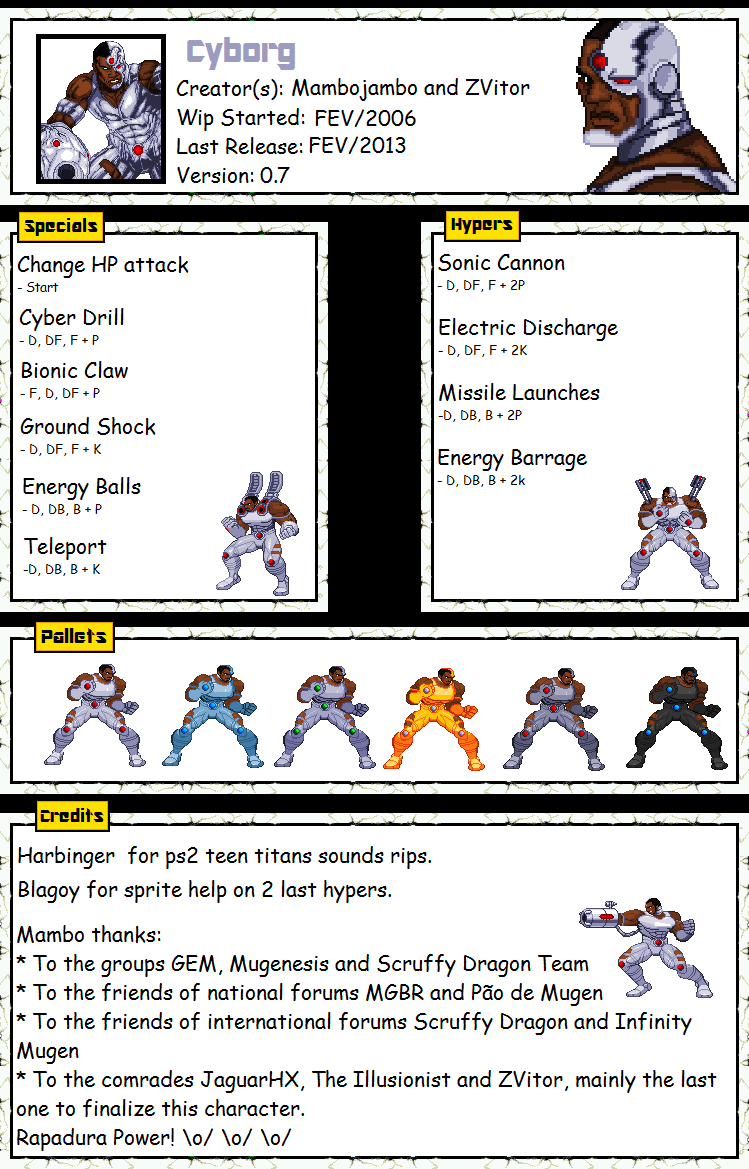 Cyborg
Creator(s): Mambojambo and ZVitor
Wip Started: FEV/2006
Last Release: FEV/2013
Version: 0.7
Specials
Change HP attack
- Start
Cyber Drill
- D, DF, F + P
Bionic Claw
- F, D, DF + P
Ground Shock
- D, DF, F + K
Energy Balls
- D, DB, B + P
Teleport
-D, DB, B + K
Hypers
Sonic Cannon
- D, DF, F + 2P
Electric Discharge
- D, DF, F + 2K
Missile Launches
-D, DB, B + 2P
Energy Barrage
- D, DB, B + 2k
Pallets
Credits
Harbinger  for ps2 teen titans sounds rips.
Blagoy for sprite help on 2 last hypers.
Mambo thanks:
* To the groups GEM, Mugenesis and Scruffy Dragon Team
* To the friends of national forums MGBR and Pão de Mugen
* To the friends of international forums Scruffy Dragon and Infinity
Mugen
* To the comrades JaguarHX, The Illusionist and ZVitor, mainly the last
one to finalize this character.
Rapadura Power! \o/ \o/ \o/